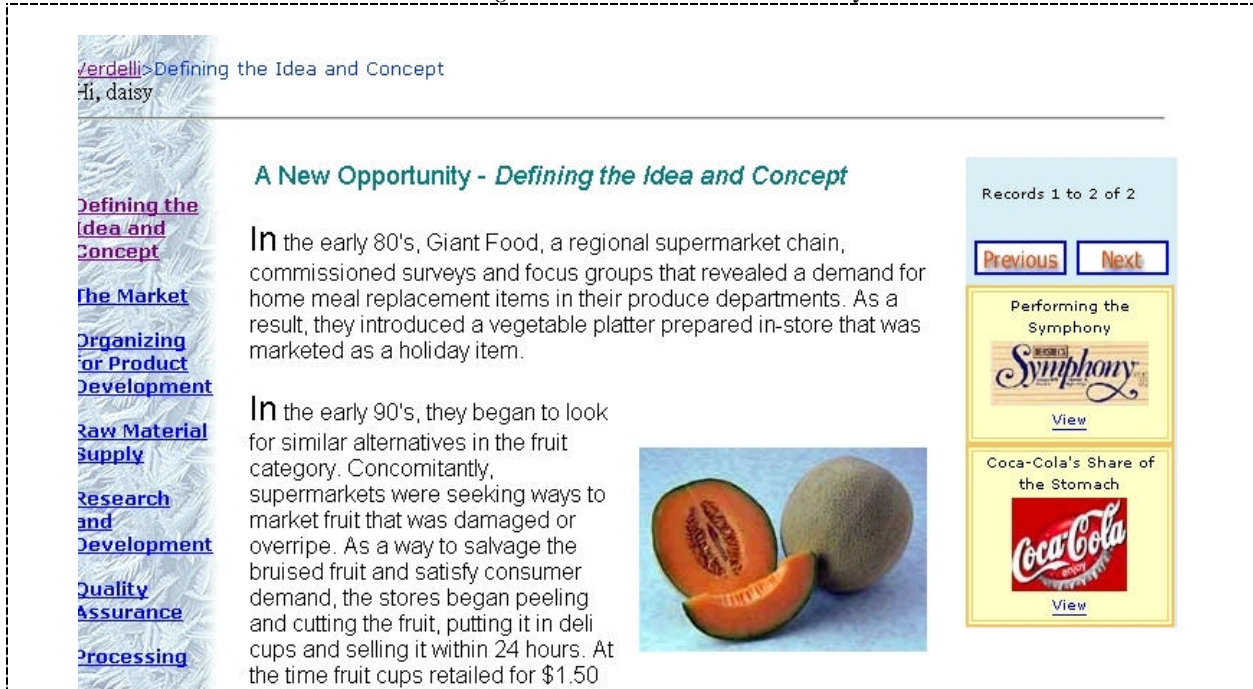 Verdelli>Defining the Idea and Concept
Hi, daisy
Defining the
Idea and
Concept
The Market
Organizing
for Product
Development
Raw Material
Supply
Research
and
Development
Quality
Assurance
Processing
A New Opportunity - Defining the Idea and Concept
In the early 80's, Giant Food, a regional supermarket chain,
commissioned surveys and focus groups that revealed a demand for
home meal replacement items in their produce departments. As a
result, they introduced a vegetable platter prepared in-store that was
marketed as a holiday item.
In the early 90's, they began to look
for similar alternatives in the fruit
category. Concomitantly,
supermarkets were seeking ways to
market fruit that was damaged or
overripe. As a way to salvage the
bruised fruit and satisfy consumer
demand, the stores began peeling
and cutting the fruit, putting it in deli
cups and selling it within 24 hours. At
the time fruit cups retailed for $1.50
Records 1 to 2 of 2
Previous Next
Performing the
Symphony
HERSHEY'S
Symphony
View
Coca-Cola's Share of
the Stomach
Coca-Cola
enjoy
View